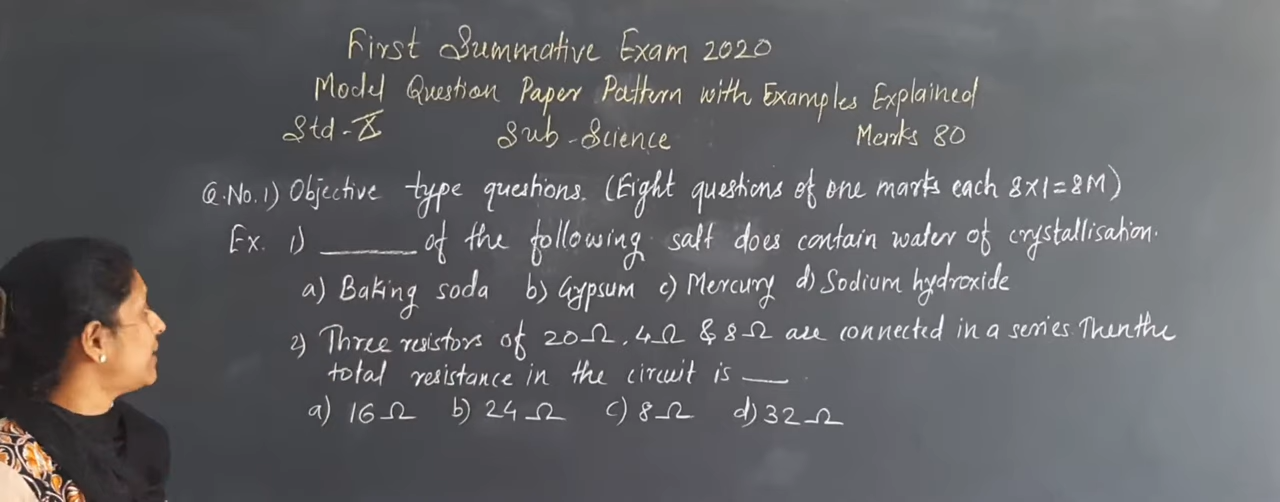 First Summative Exam 2020
Model Question Paper Pattern with Examples Explained
Std - X Sub - Science Marks 80
Q.No. 1) Objective type questions. (Eight questions of one marks each 8x1=8M)
Ex. 1) ______ of the following salt does contain water of crystallisation.
a) Baking soda b) Gypsum c) Mercury d) Sodium hydroxide
2) Three resistors of 20Ω, 4Ω & 8Ω are connected in a series. Then the
total resistance in the circuit is ___.
a) 16Ω b) 24Ω c) 8Ω d) 32Ω